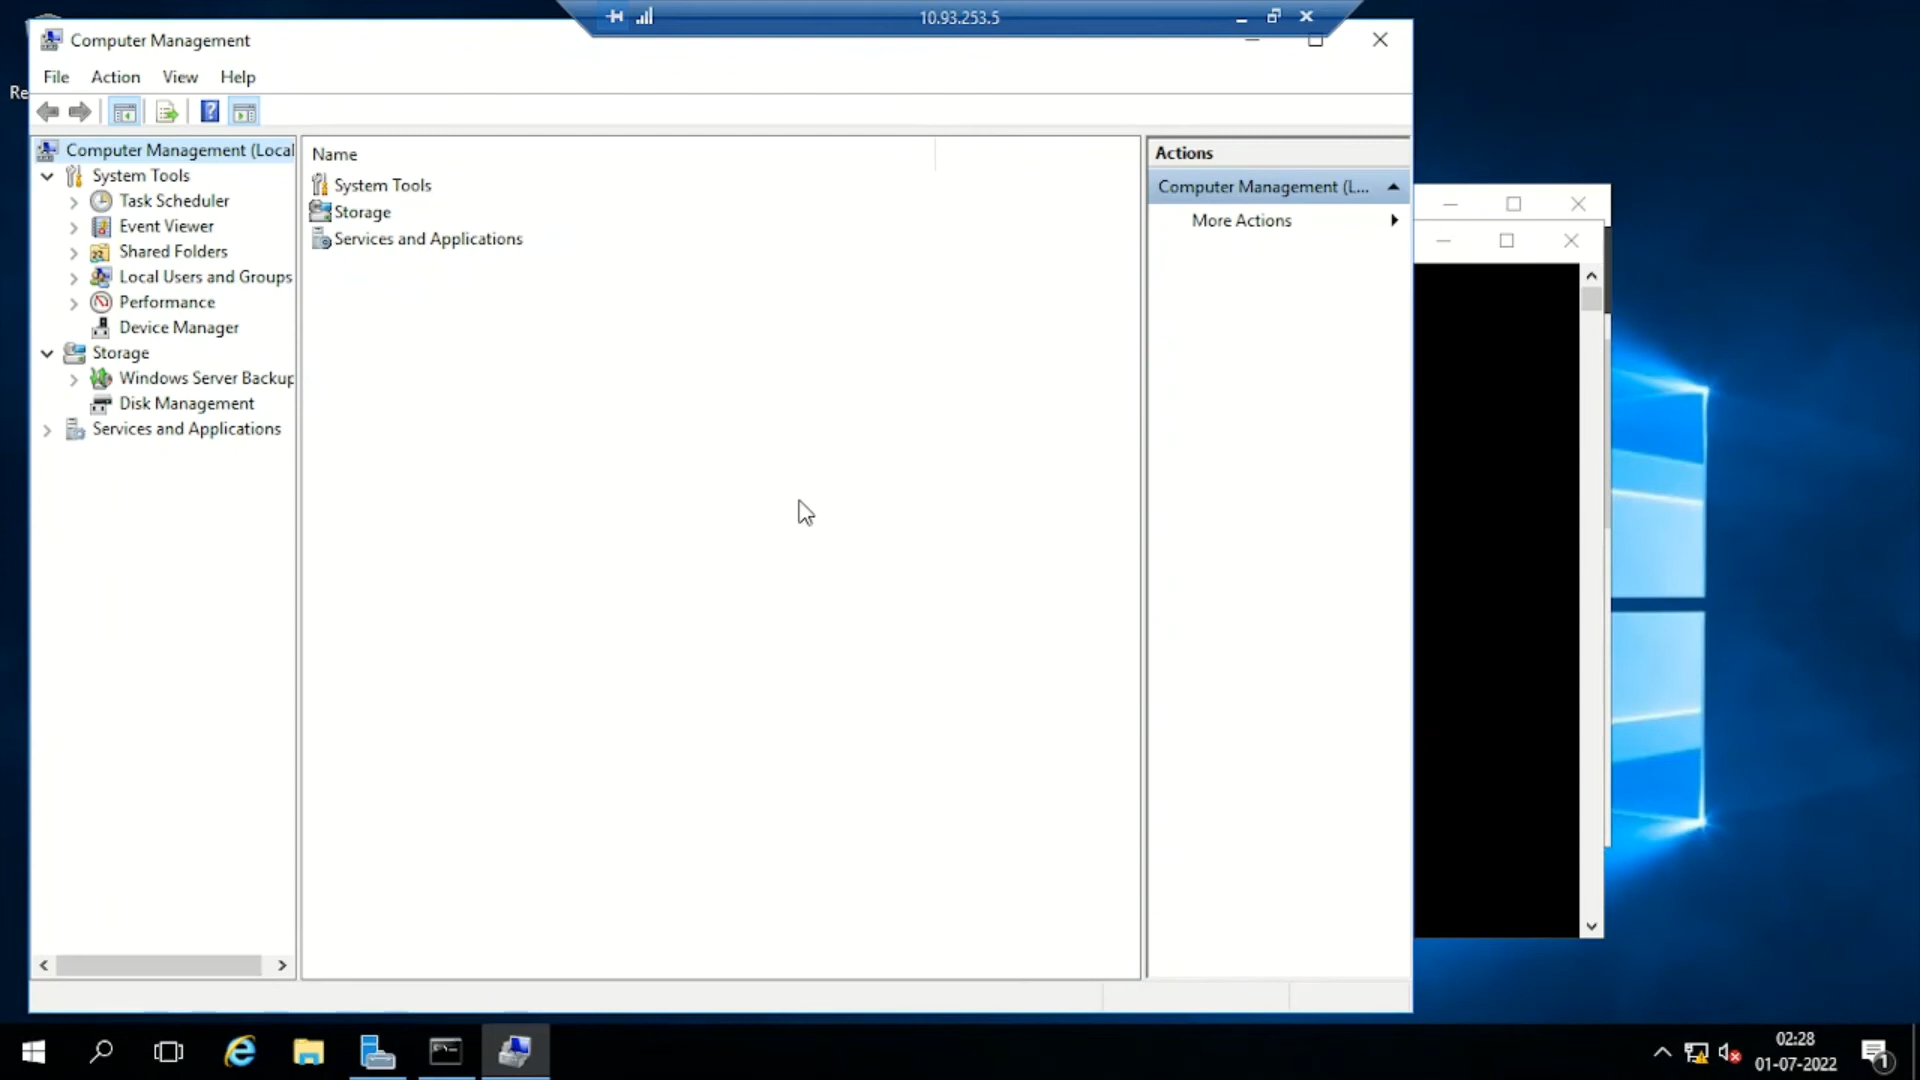 10.93.253.5
Computer Management
File Action View Help
Re
Computer Management (Local
System Tools
Task Scheduler
Event Viewer
Shared Folders
Local Users and Groups
Performance
Device Manager
Storage
Windows Server Backup
Disk Management
Services and Applications
Name
System Tools
Storage
Services and Applications
Actions
Computer Management (L...
More Actions
02:28
01-07-2022
1